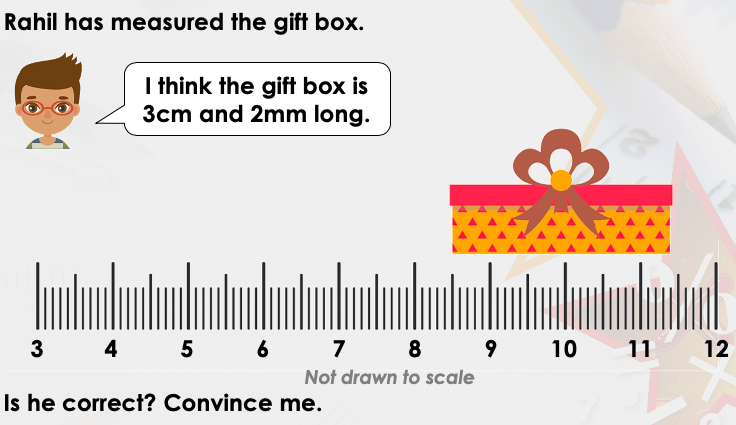 Rahil has measured the gift box.
I think the gift box is
3cm and 2mm long.
3 4 5 6 7 8 9 10 11 12
Not drawn to scale
Is he correct? Convince me.